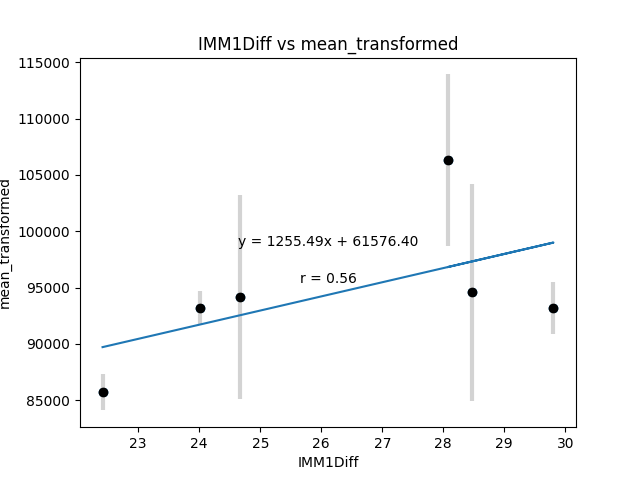 IMM1Diff vs mean_transformed
115000
110000
105000
100000
95000
90000
85000
mean_transformed
y = 1255.49x + 61576.40
r = 0.56
23 24 25 26 27 28 29 30
IMM1Diff